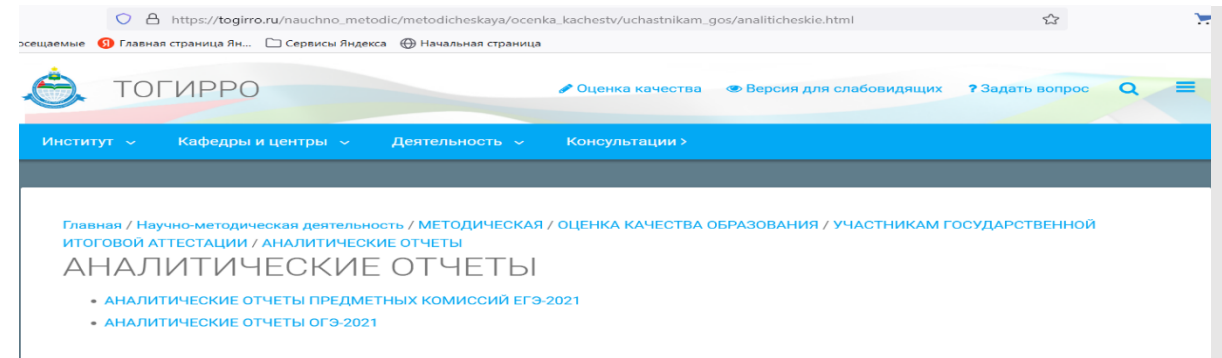 https://togirro.ru/nauchno_metodic/metodicheskaya/ocenka_kachestv/uchastnikam_gos/analiticheskie.html
осещаемые Главная страница Ян... Сервисы Яндекса Начальная страница
ТОГИРРО Оценка качества Версия для слабовидящих ? Задать вопрос
Институт Кафедры и центры Деятельность Консультации >
Главная / Научно-методическая деятельность / МЕТОДИЧЕСКАЯ / ОЦЕНКА КАЧЕСТВА ОБРАЗОВАНИЯ / УЧАСТНИКАМ ГОСУДАРСТВЕННОЙ
ИТОГОВОЙ АТТЕСТАЦИИ / АНАЛИТИЧЕСКИЕ ОТЧЕТЫ
АНАЛИТИЧЕСКИЕ ОТЧЕТЫ
• АНАЛИТИЧЕСКИЕ ОТЧЕТЫ ПРЕДМЕТНЫХ КОМИССИЙ ЕГЭ-2021
• АНАЛИТИЧЕСКИЕ ОТЧЕТЫ ОГЭ-2021